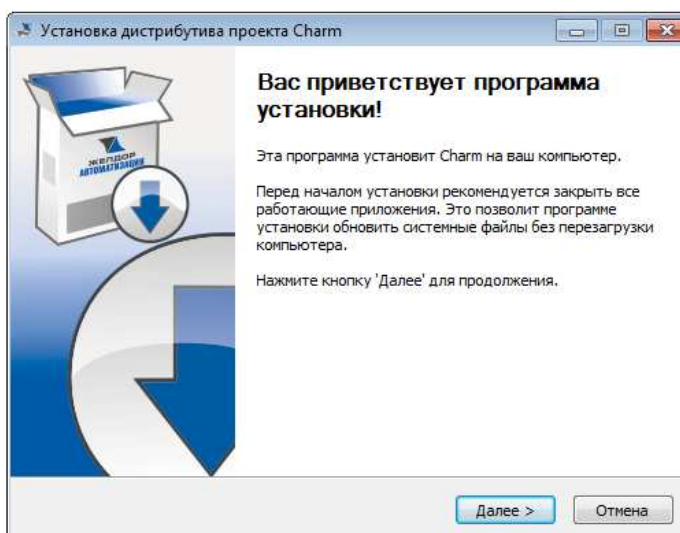 Установка дистрибутива проекта Charm
Вас приветствует программа
установки!
Эта программа установит Charm на ваш компьютер.
Перед началом установки рекомендуется закрыть все
работающие приложения. Это позволит программе
установки обновить системные файлы без перезагрузки
компьютера.
Нажмите кнопку 'Далее' для продолжения.
ЖЕЛДОР
АВТОМАТИЗАЦИЯ
Далее >
Отмена